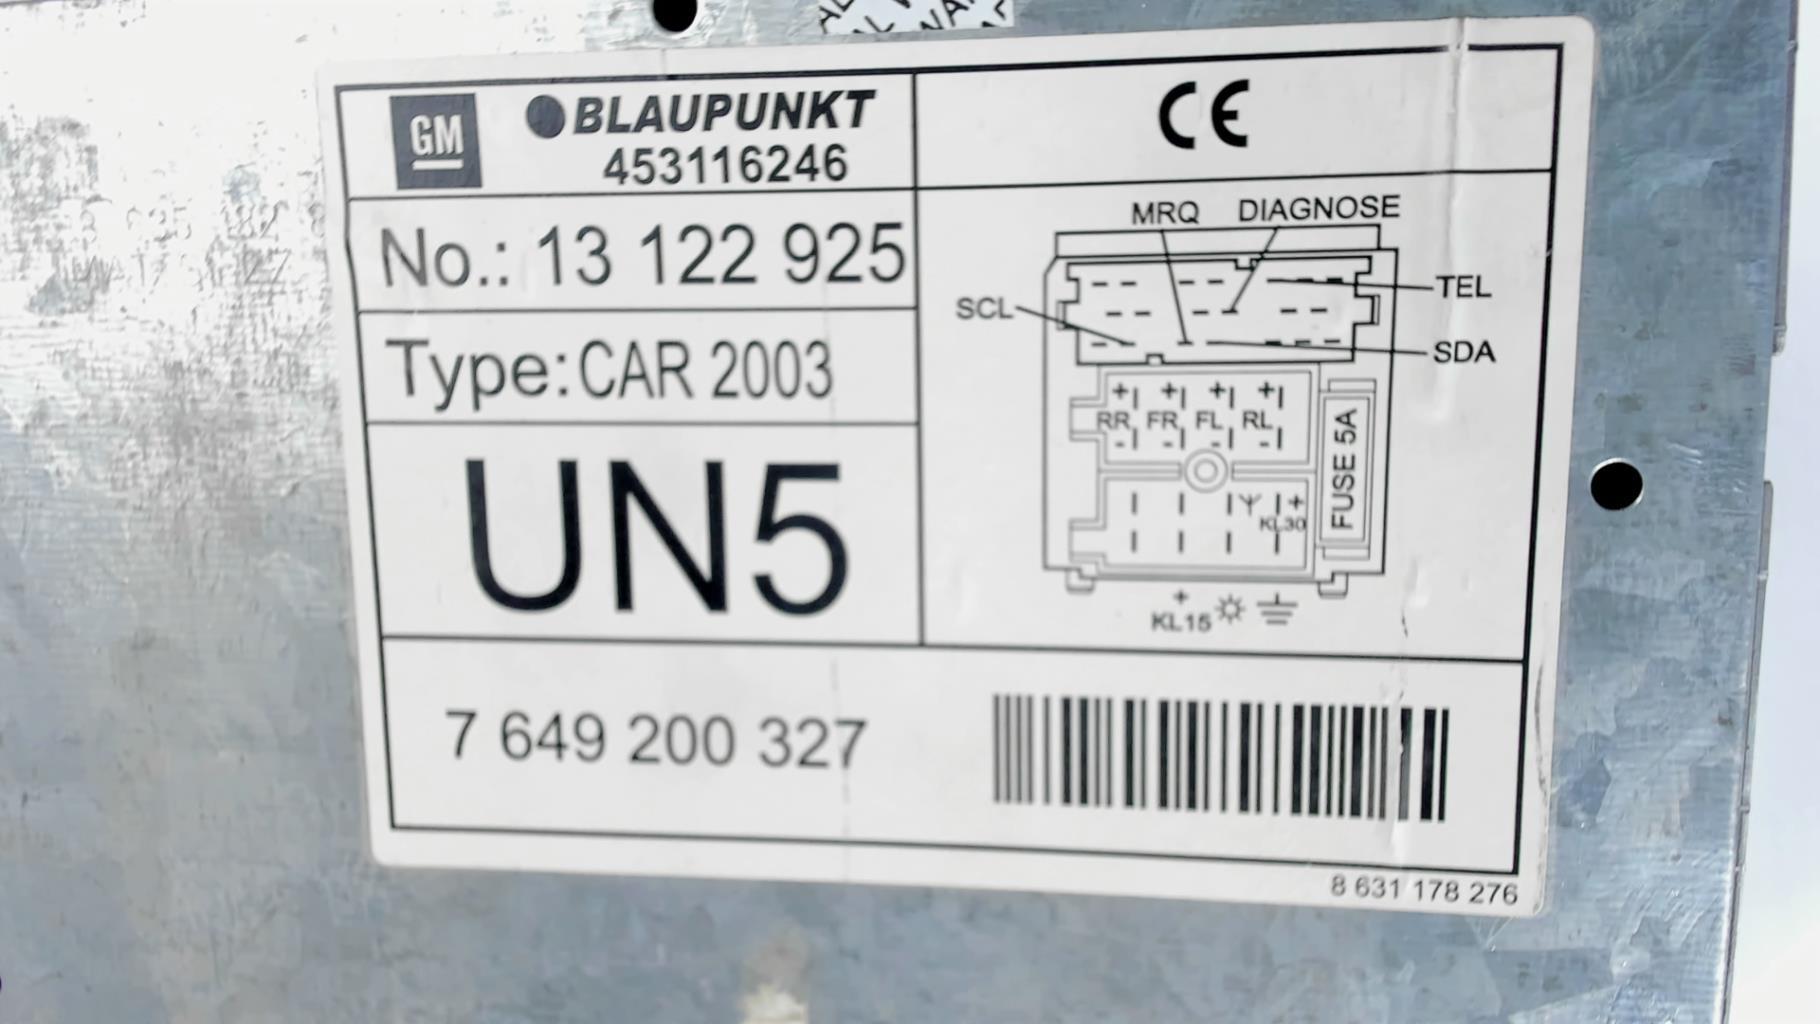 GM
BLAUPUNKT
453116246
CE
No.: 13 122 925
Type: CAR 2003
UN5
MRQ DIAGNOSE
SCL
TEL
SDA
+ + + +
RR FR FL RL
- - - -
FUSE 5A
+
KL30
+
KL15
7 649 200 327
8 631 178 276